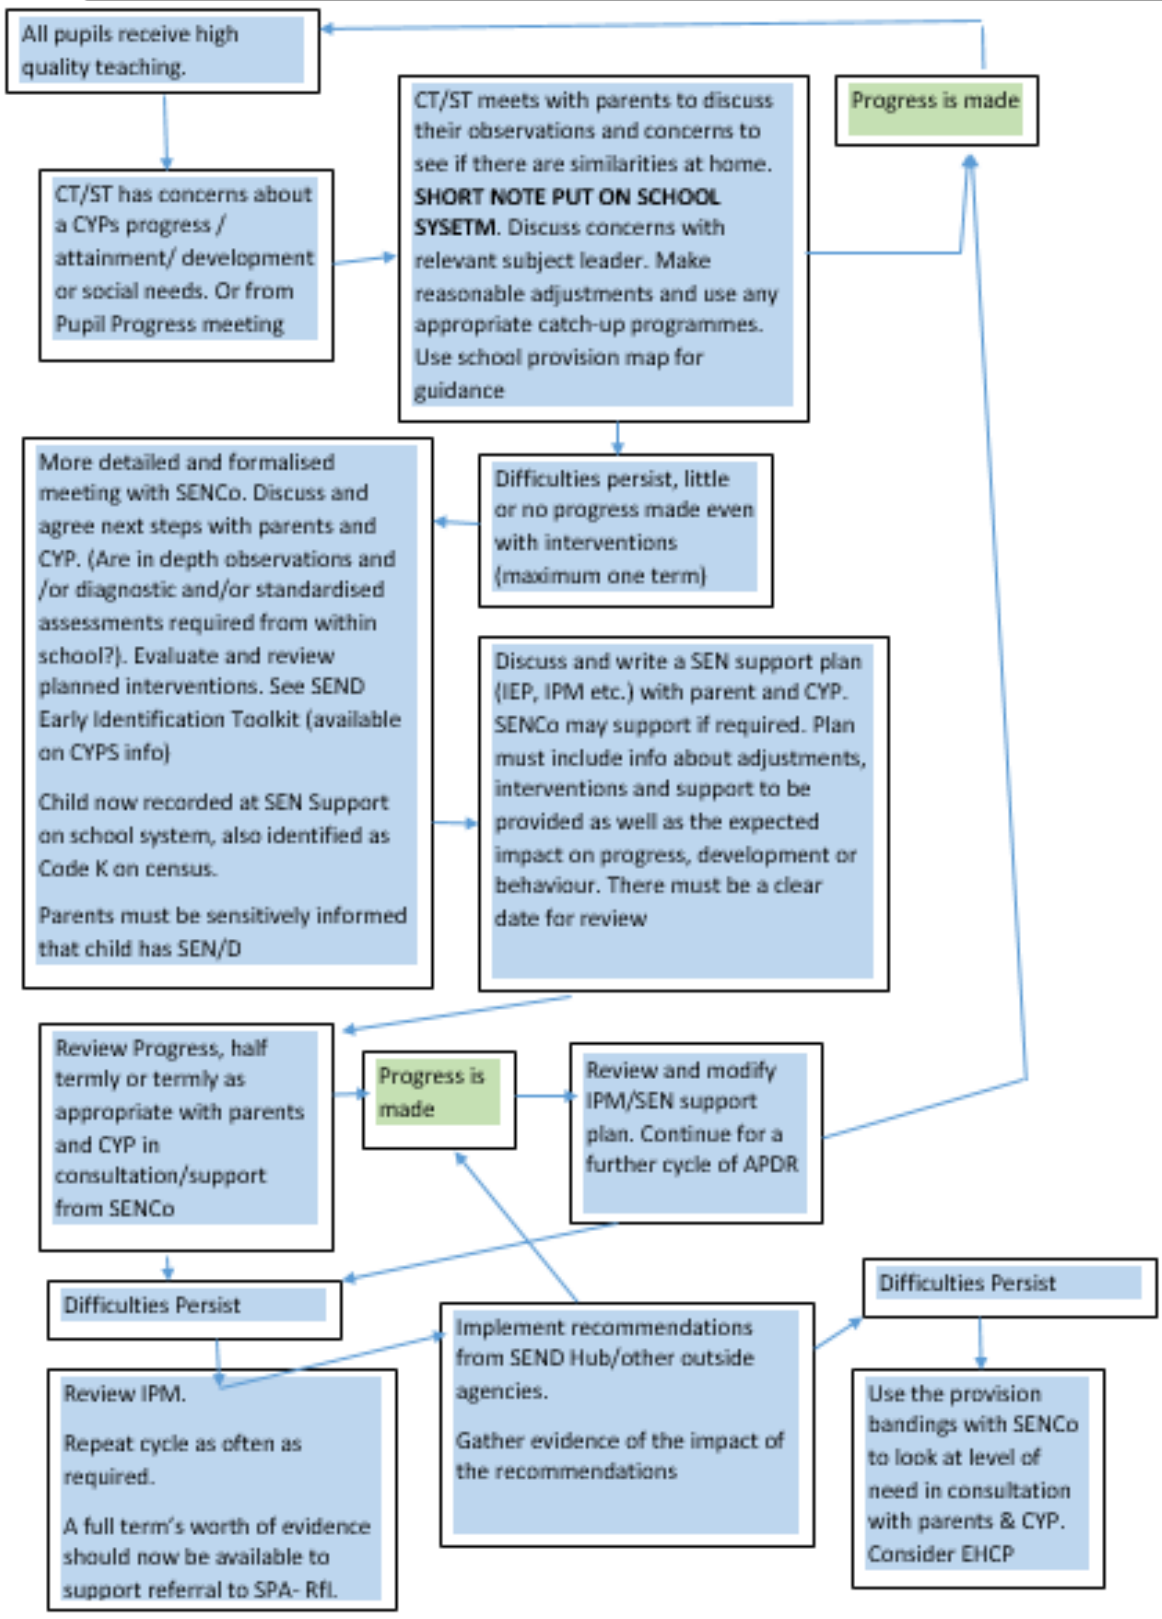 All pupils receive high
quality teaching.
CT/ST has concerns about
a CYPs progress /
attainment/ development
or social needs. Or from
Pupil Progress meeting
CT/ST meets with parents to discuss
their observations and concerns to
see if there are similarities at home.
SHORT NOTE PUT ON SCHOOL
SYSETM. Discuss concerns with
relevant subject leader. Make
reasonable adjustments and use any
appropriate catch-up programmes.
Use school provision map for
guidance
Progress is made
Difficulties persist, little
or no progress made even
with interventions
(maximum one term)
More detailed and formalised
meeting with SENCo. Discuss and
agree next steps with parents and
CYP. (Are in depth observations and
/or diagnostic and/or standardised
assessments required from within
school?). Evaluate and review
planned interventions. See SEND
Early Identification Toolkit (available
on CYPS info)
Child now recorded at SEN Support
on school system, also identified as
Code K on census.
Parents must be sensitively informed
that child has SEN/D
Discuss and write a SEN support plan
(IEP, IPM etc.) with parent and CYP.
SENCo may support if required. Plan
must include info about adjustments,
interventions and support to be
provided as well as the expected
impact on progress, development or
behaviour. There must be a clear
date for review
Review Progress, half
termly or termly as
appropriate with parents
and CYP in
consultation/support
from SENCo
Progress is
made
Review and modify
IPM/SEN support
plan. Continue for a
further cycle of APDR
Difficulties Persist
Review IPM.
Repeat cycle as often as
required.
A full term's worth of evidence
should now be available to
support referral to SPA- RfI.
Implement recommendations
from SEND Hub/other outside
agencies.
Gather evidence of the impact of
the recommendations
Difficulties Persist
Use the provision
bandings with SENCo
to look at level of
need in consultation
with parents & CYP.
Consider EHCP